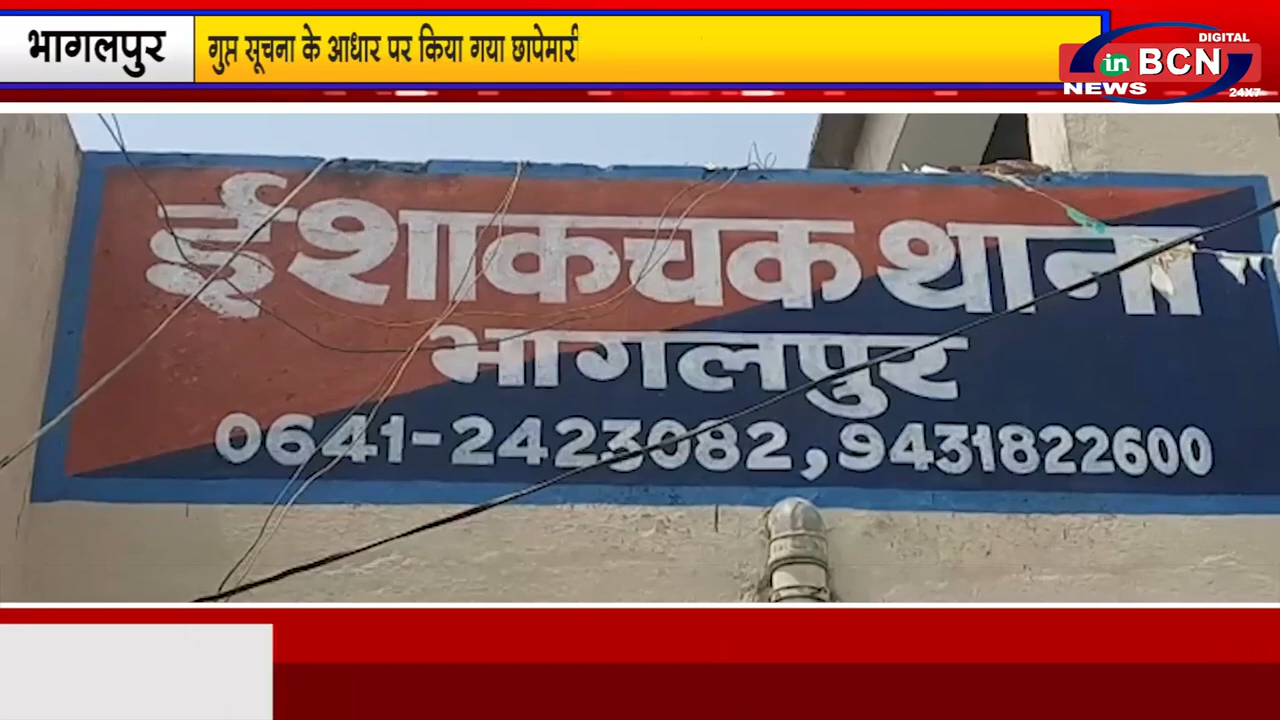 भागलपुर
गुप्त सूचना के आधार पर किया गया छापेमारी
DIGITAL
in BCN
NEWS
24X7
ईशाकचक थाना
भागलपुर
0641-2423082,9431822600